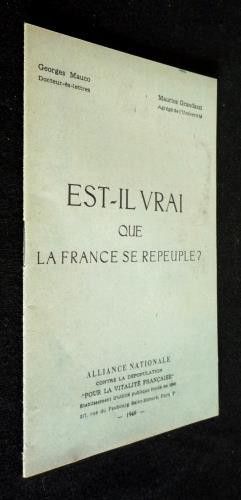 Georges Mauco
Docteur-ès-lettres
Maurice Grandazzi
Agrégé de l'Université
EST-IL VRAI
QUE
LA FRANCE SE REPEUPLE ?
ALLIANCE NATIONALE
CONTRE LA DÉPOPULATION
"POUR LA VITALITÉ FRANÇAISE"
Établissement d'utilité publique fondé en 1896
217, rue du Faubourg Saint-Honoré, Paris 8e
— 1946 —